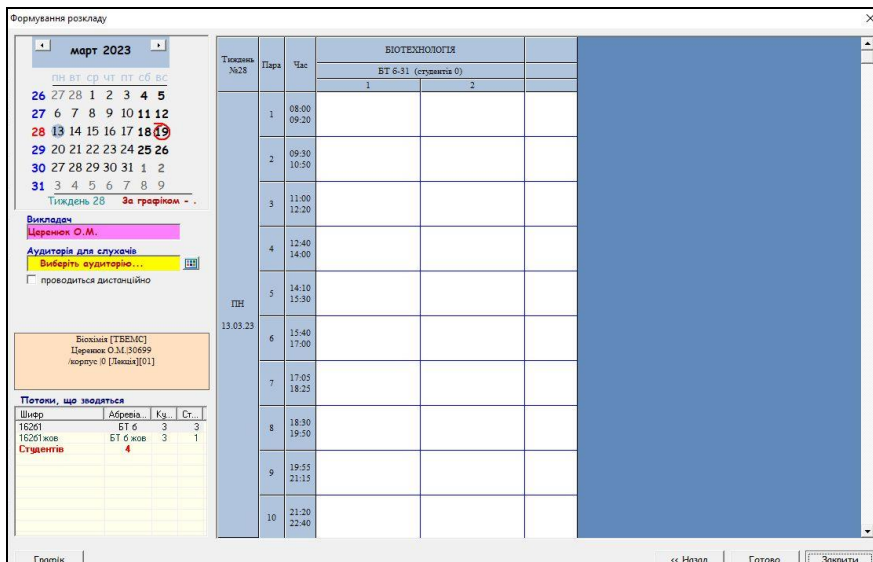 Формування розкладу
март 2023
пн вт ср чт пт сб вс
26 27 28 1 2 3 4 5
27 6 7 8 9 10 11 12
28 13 14 15 16 17 18 19
29 20 21 22 23 24 25 26
30 27 28 29 30 31 1 2
31 3 4 5 6 7 8 9
Тиждень 28 За графіком - .
Викладач
Церенюк О.М.
Аудиторія для слухачів
Виберіть аудиторію...
проводиться дистанційно
Біохімія [ТБЕМС]
Церенюк О.М.|30699
/корпус |0 [Лекція][01]
Потоки, що зводяться
Шифр Абревіа... Ку... Ст...
16261 БТ 6 3 3
16261жов БТ 6 жов 3 1
Студентів 4
Графік
Тиждень №28 Пара Час
БІОТЕХНОЛОГІЯ
БТ 6-31 (студентів 0)
1 2
ПН
13.03.23
1 08:00 09:20
2 09:30 10:50
3 11:00 12:20
4 12:40 14:00
5 14:10 15:30
6 15:40 17:00
7 17:05 18:25
8 18:30 19:50
9 19:55 21:15
10 21:20 22:40
<< Назад Готово Закрити